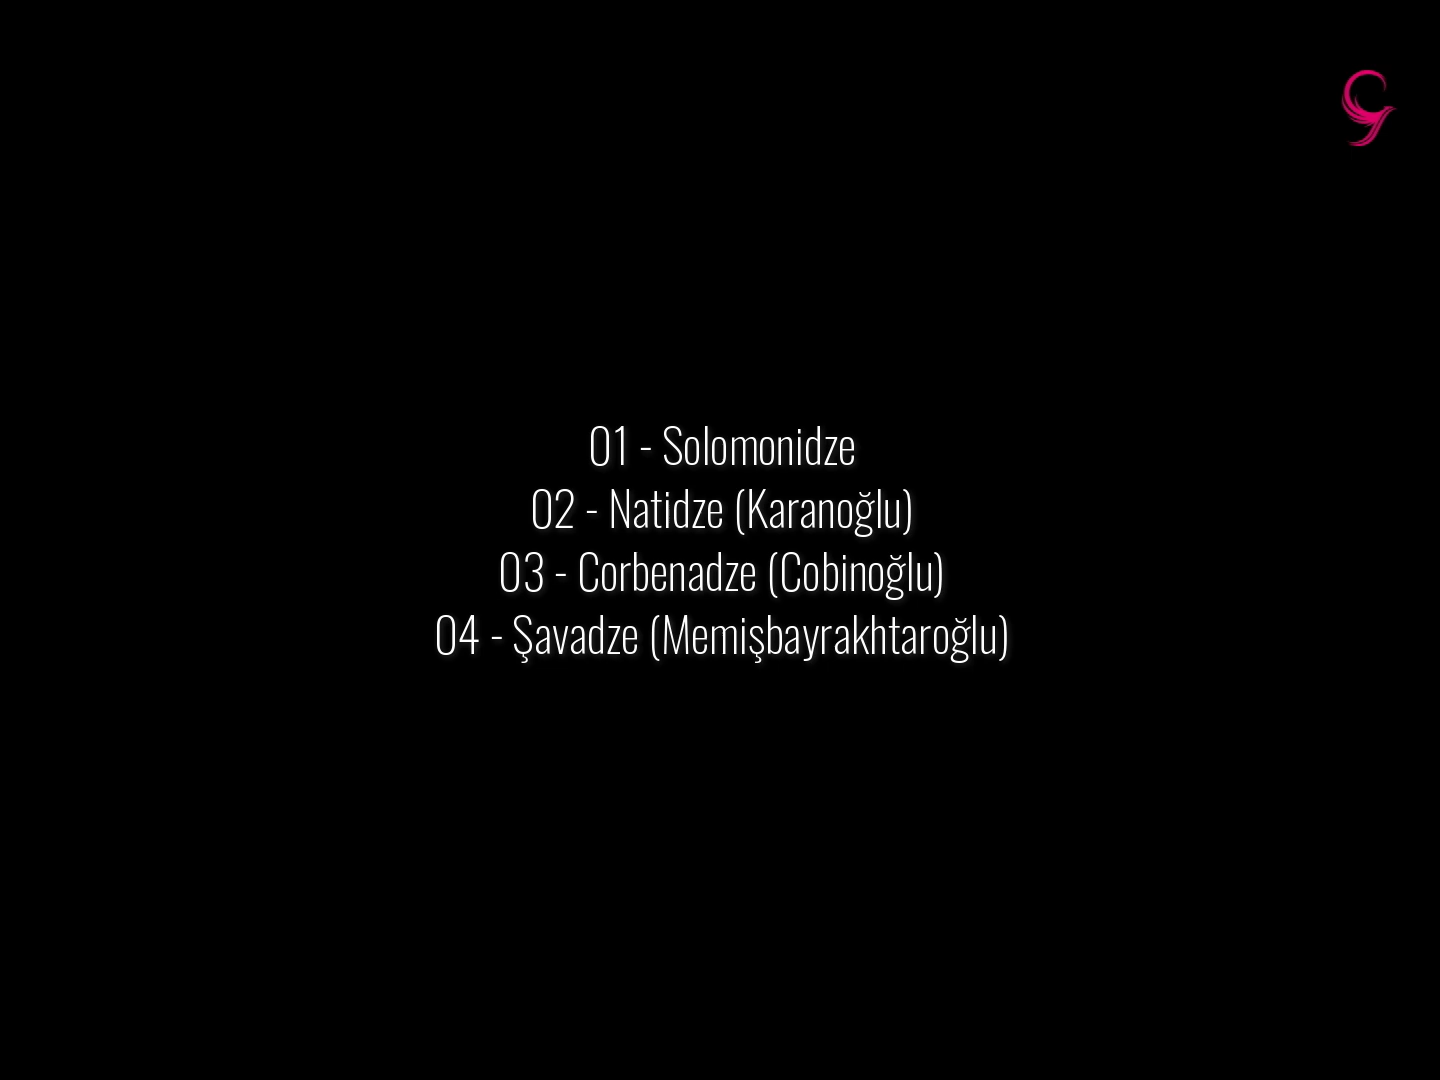 01 - Solomonidze
02 - Natidze (Karanoğlu)
03 - Corbenadze (Cobinoğlu)
04 - Şavadze (Memişbayrakhtaroğlu)